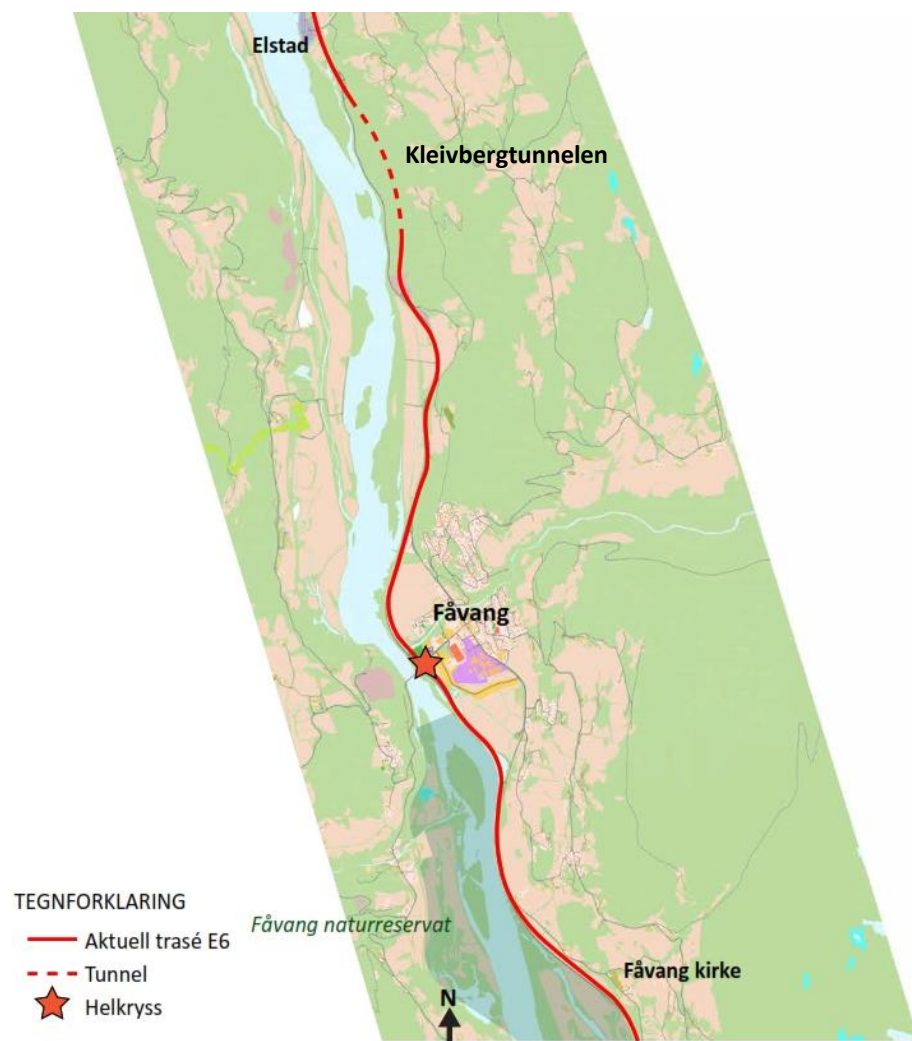 Elstad
Kleivbergtunnelen
Fåvang
TEGNFORKLARING
Aktuell trasé E6
Tunnel
Helkryss
Fåvang naturreservat
Fåvang kirke
N